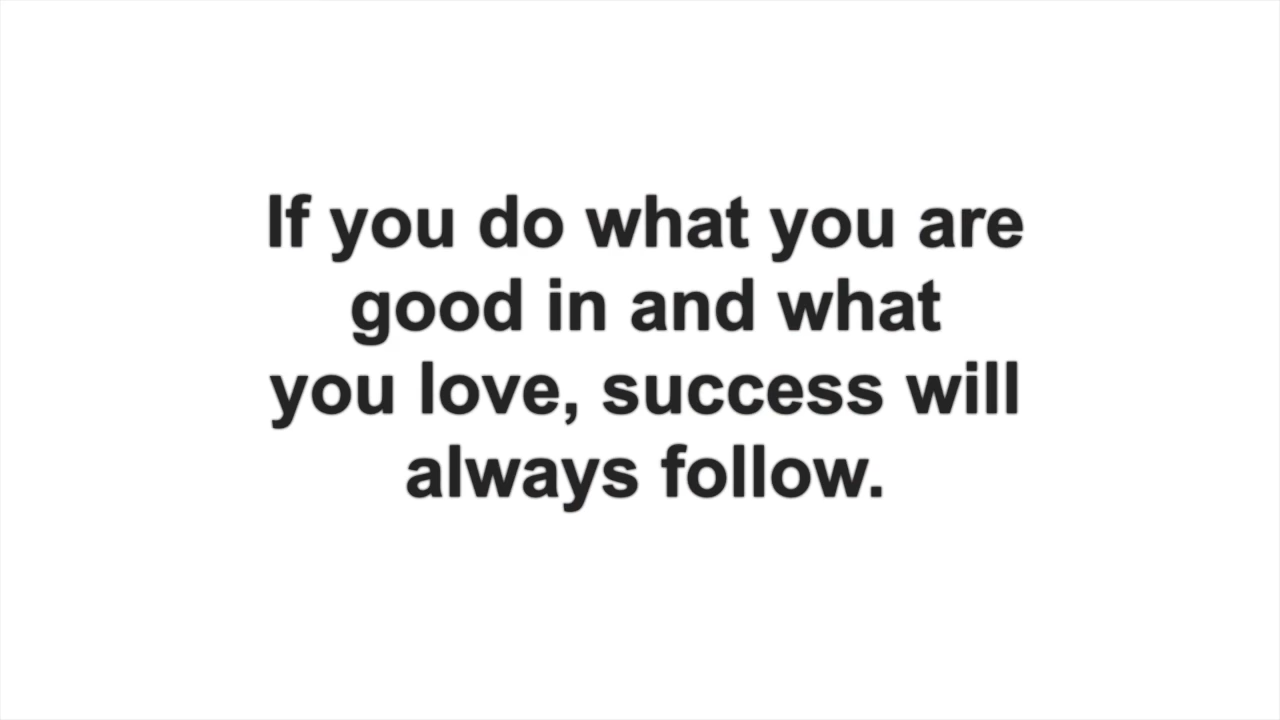 If you do what you are
good in and what
you love, success will
always follow.